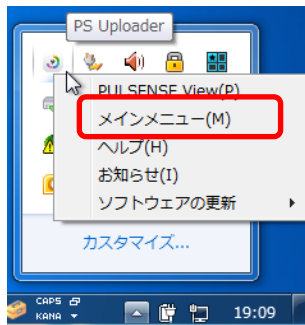 PS Uploader
PULSENSE View(P)
メインメニュー(M)
ヘルプ(H)
お知らせ(I)
ソフトウェアの更新
カスタマイズ...
CAPS
KANA
19:09